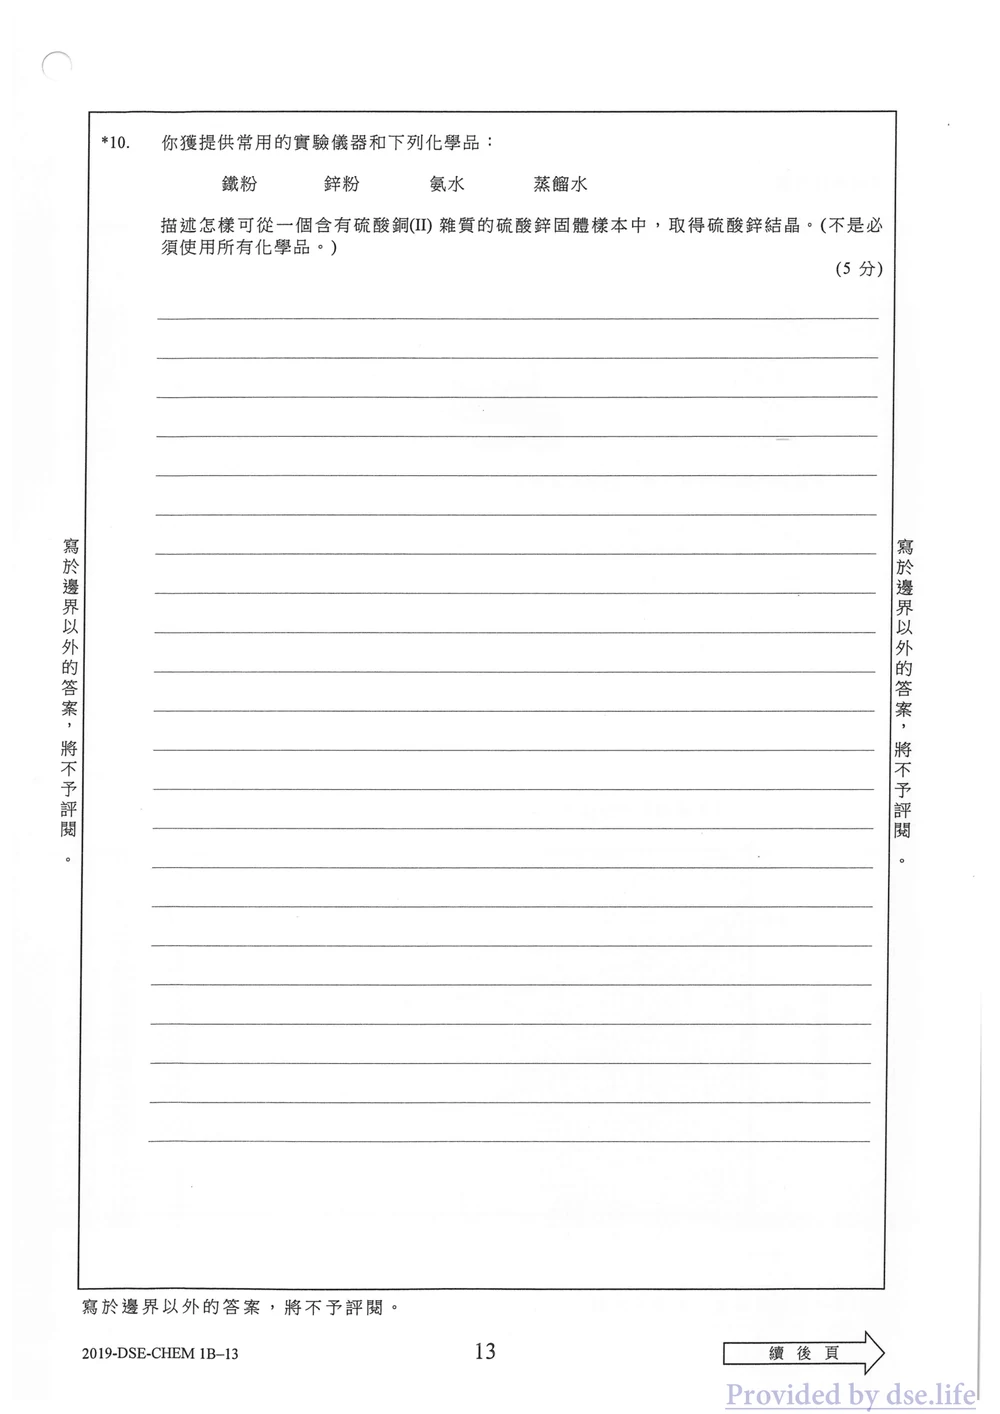 *10. 你獲提供常用的實驗儀器和下列化學品：
鐵粉 鋅粉 氨水 蒸餾水
描述怎樣可從一個含有硫酸銅(II) 雜質的硫酸鋅固體樣本中，取得硫酸鋅結晶。(不是必
須使用所有化學品。)
(5 分)
寫於邊界以外的答案，將不予評閱。
寫於邊界以外的答案，將不予評閱。
寫於邊界以外的答案，將不予評閱。
2019-DSE-CHEM 1B–13
13
續後頁
Provided by dse.life